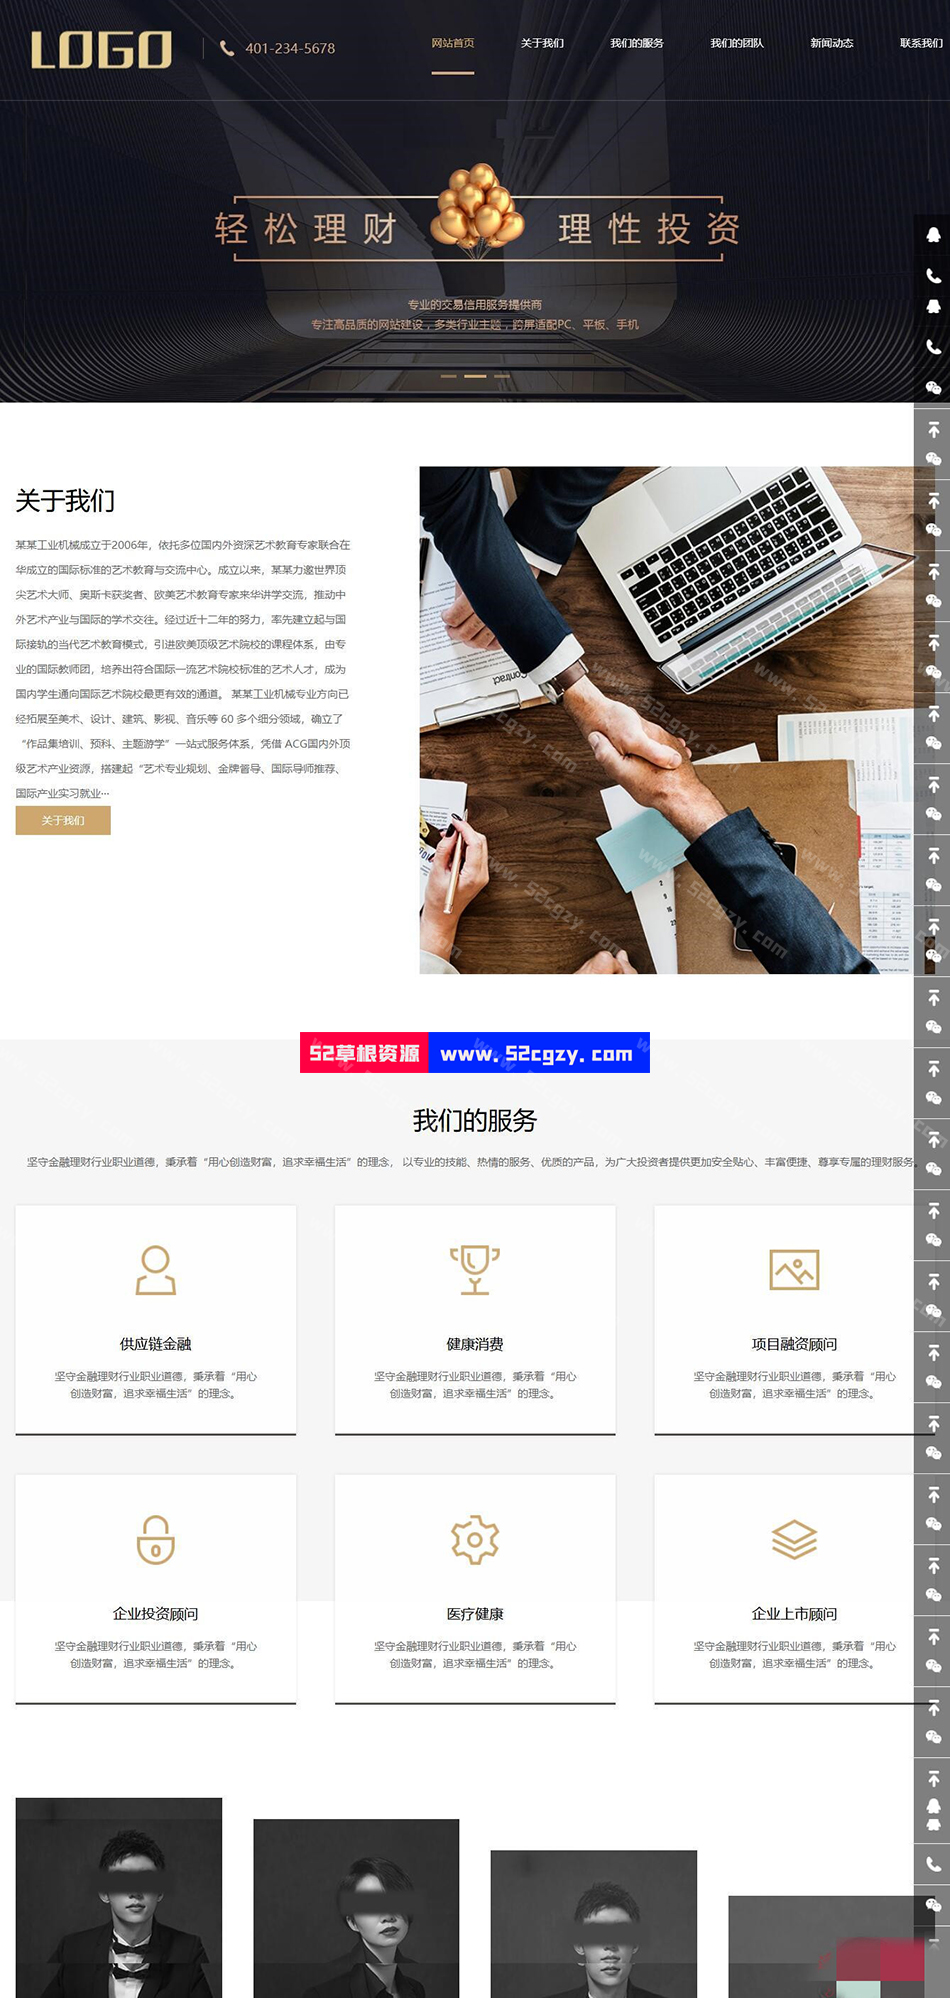 LOGO
401-234-5678
网站首页 关于我们 我们的服务 我们的团队 新闻动态 联系我们
轻松理财 理性投资
专业的交易信用服务提供商
专注高品质的网站建设，多类行业主题，跨屏适配PC、平板、手机
关于我们
某某工业机械成立于2006年，依托多位国内外资深艺术教育专家联合在
华成立的国际标准的艺术教育与交流中心。成立以来，某某力邀世界顶
尖艺术大师、奥斯卡获奖者、欧美艺术教育专家来华讲学交流，推动中
外艺术产业与国际的学术交往。经过近十二年的努力，率先建立起与国
际接轨的当代艺术教育模式，引进欧美顶级艺术院校的课程体系，由专
业的国际教师团，培养出符合国际一流艺术院校标准的艺术人才，成为
国内学生通向国际艺术院校最更有效的通道。 某某工业机械专业方向已
经拓展至美术、设计、建筑、影视、音乐等 60 多个细分领域，确立了
“作品集培训、预科、主题游学”一站式服务体系，凭借 ACG国内外顶
级艺术产业资源，搭建起“艺术专业规划、金牌督导、国际导师推荐、
国际产业实习就业···
关于我们
Contract
www.52cgzy.com
www.52cgzy.com
52草根资源 www.52cgzy.com
我们的服务
坚守金融理财行业职业道德，秉承着“用心创造财富，追求幸福生活”的理念， 以专业的技能、热情的服务、优质的产品，为广大投资者提供更加安全贴心、丰富便捷、尊享专属的理财服务。
供应链金融 健康消费 项目融资顾问
坚守金融理财行业职业道德，秉承着“用心 坚守金融理财行业职业道德，秉承着“用心 坚守金融理财行业职业道德，秉承着“用心
创造财富，追求幸福生活”的理念。 创造财富，追求幸福生活”的理念。 创造财富，追求幸福生活”的理念。
企业投资顾问 医疗健康 企业上市顾问
坚守金融理财行业职业道德，秉承着“用心 坚守金融理财行业职业道德，秉承着“用心 坚守金融理财行业职业道德，秉承着“用心
创造财富，追求幸福生活”的理念。 创造财富，追求幸福生活”的理念。 创造财富，追求幸福生活”的理念。